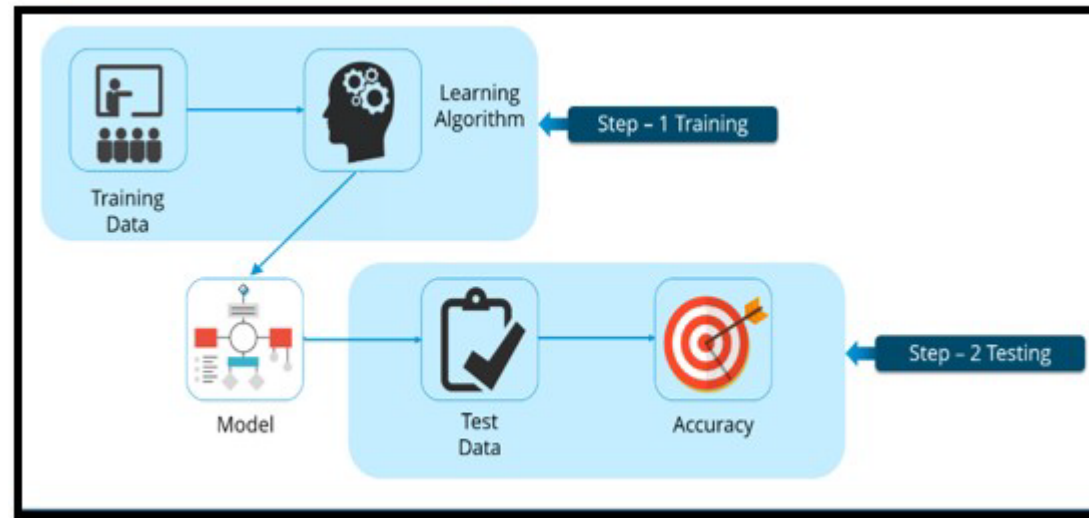 Learning
Algorithm
Step – 1 Training
Training
Data
Model
Test
Data
Accuracy
Step – 2 Testing